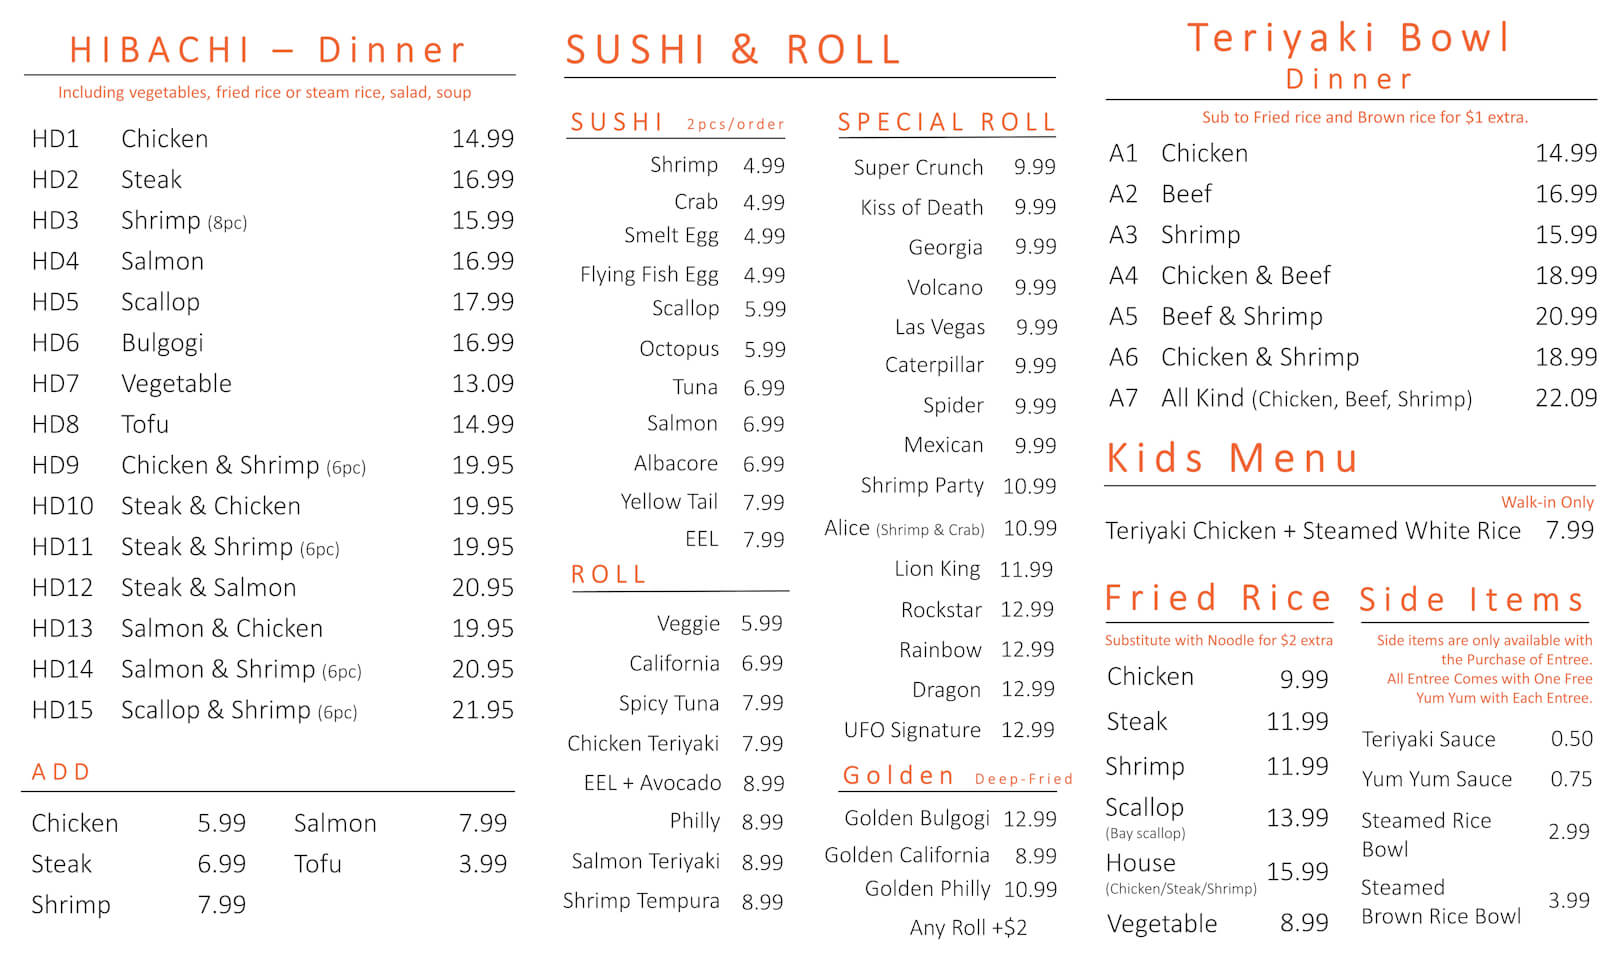 HIBACHI – Dinner
Including vegetables, fried rice or steam rice, salad, soup
HD1 Chicken 14.99
HD2 Steak 16.99
HD3 Shrimp (8pc) 15.99
HD4 Salmon 16.99
HD5 Scallop 17.99
HD6 Bulgogi 16.99
HD7 Vegetable 13.09
HD8 Tofu 14.99
HD9 Chicken & Shrimp (6pc) 19.95
HD10 Steak & Chicken 19.95
HD11 Steak & Shrimp (6pc) 19.95
HD12 Steak & Salmon 20.95
HD13 Salmon & Chicken 19.95
HD14 Salmon & Shrimp (6pc) 20.95
HD15 Scallop & Shrimp (6pc) 21.95
ADD
Chicken 5.99 Salmon 7.99
Steak 6.99 Tofu 3.99
Shrimp 7.99
SUSHI & ROLL
SUSHI 2pcs/order
Shrimp 4.99
Crab 4.99
Smelt Egg 4.99
Flying Fish Egg 4.99
Scallop 5.99
Octopus 5.99
Tuna 6.99
Salmon 6.99
Albacore 6.99
Yellow Tail 7.99
EEL 7.99
ROLL
Veggie 5.99
California 6.99
Spicy Tuna 7.99
Chicken Teriyaki 7.99
EEL + Avocado 8.99
Philly 8.99
Salmon Teriyaki 8.99
Shrimp Tempura 8.99
SPECIAL ROLL
Super Crunch 9.99
Kiss of Death 9.99
Georgia 9.99
Volcano 9.99
Las Vegas 9.99
Caterpillar 9.99
Spider 9.99
Mexican 9.99
Shrimp Party 10.99
Alice (Shrimp & Crab) 10.99
Lion King 11.99
Rockstar 12.99
Rainbow 12.99
Dragon 12.99
UFO Signature 12.99
Golden Deep-Fried
Golden Bulgogi 12.99
Golden California 8.99
Golden Philly 10.99
Any Roll +$2
Teriyaki Bowl
Dinner
Sub to Fried rice and Brown rice for $1 extra.
A1 Chicken 14.99
A2 Beef 16.99
A3 Shrimp 15.99
A4 Chicken & Beef 18.99
A5 Beef & Shrimp 20.99
A6 Chicken & Shrimp 18.99
A7 All Kind (Chicken, Beef, Shrimp) 22.09
Kids Menu
Walk-in Only
Teriyaki Chicken + Steamed White Rice 7.99
Fried Rice
Substitute with Noodle for $2 extra
Chicken 9.99
Steak 11.99
Shrimp 11.99
Scallop 13.99
(Bay scallop)
House 15.99
(Chicken/Steak/Shrimp)
Vegetable 8.99
Side Items
Side items are only available with
the Purchase of Entree.
All Entree Comes with One Free
Yum Yum with Each Entree.
Teriyaki Sauce 0.50
Yum Yum Sauce 0.75
Steamed Rice
Bowl 2.99
Steamed
Brown Rice Bowl 3.99